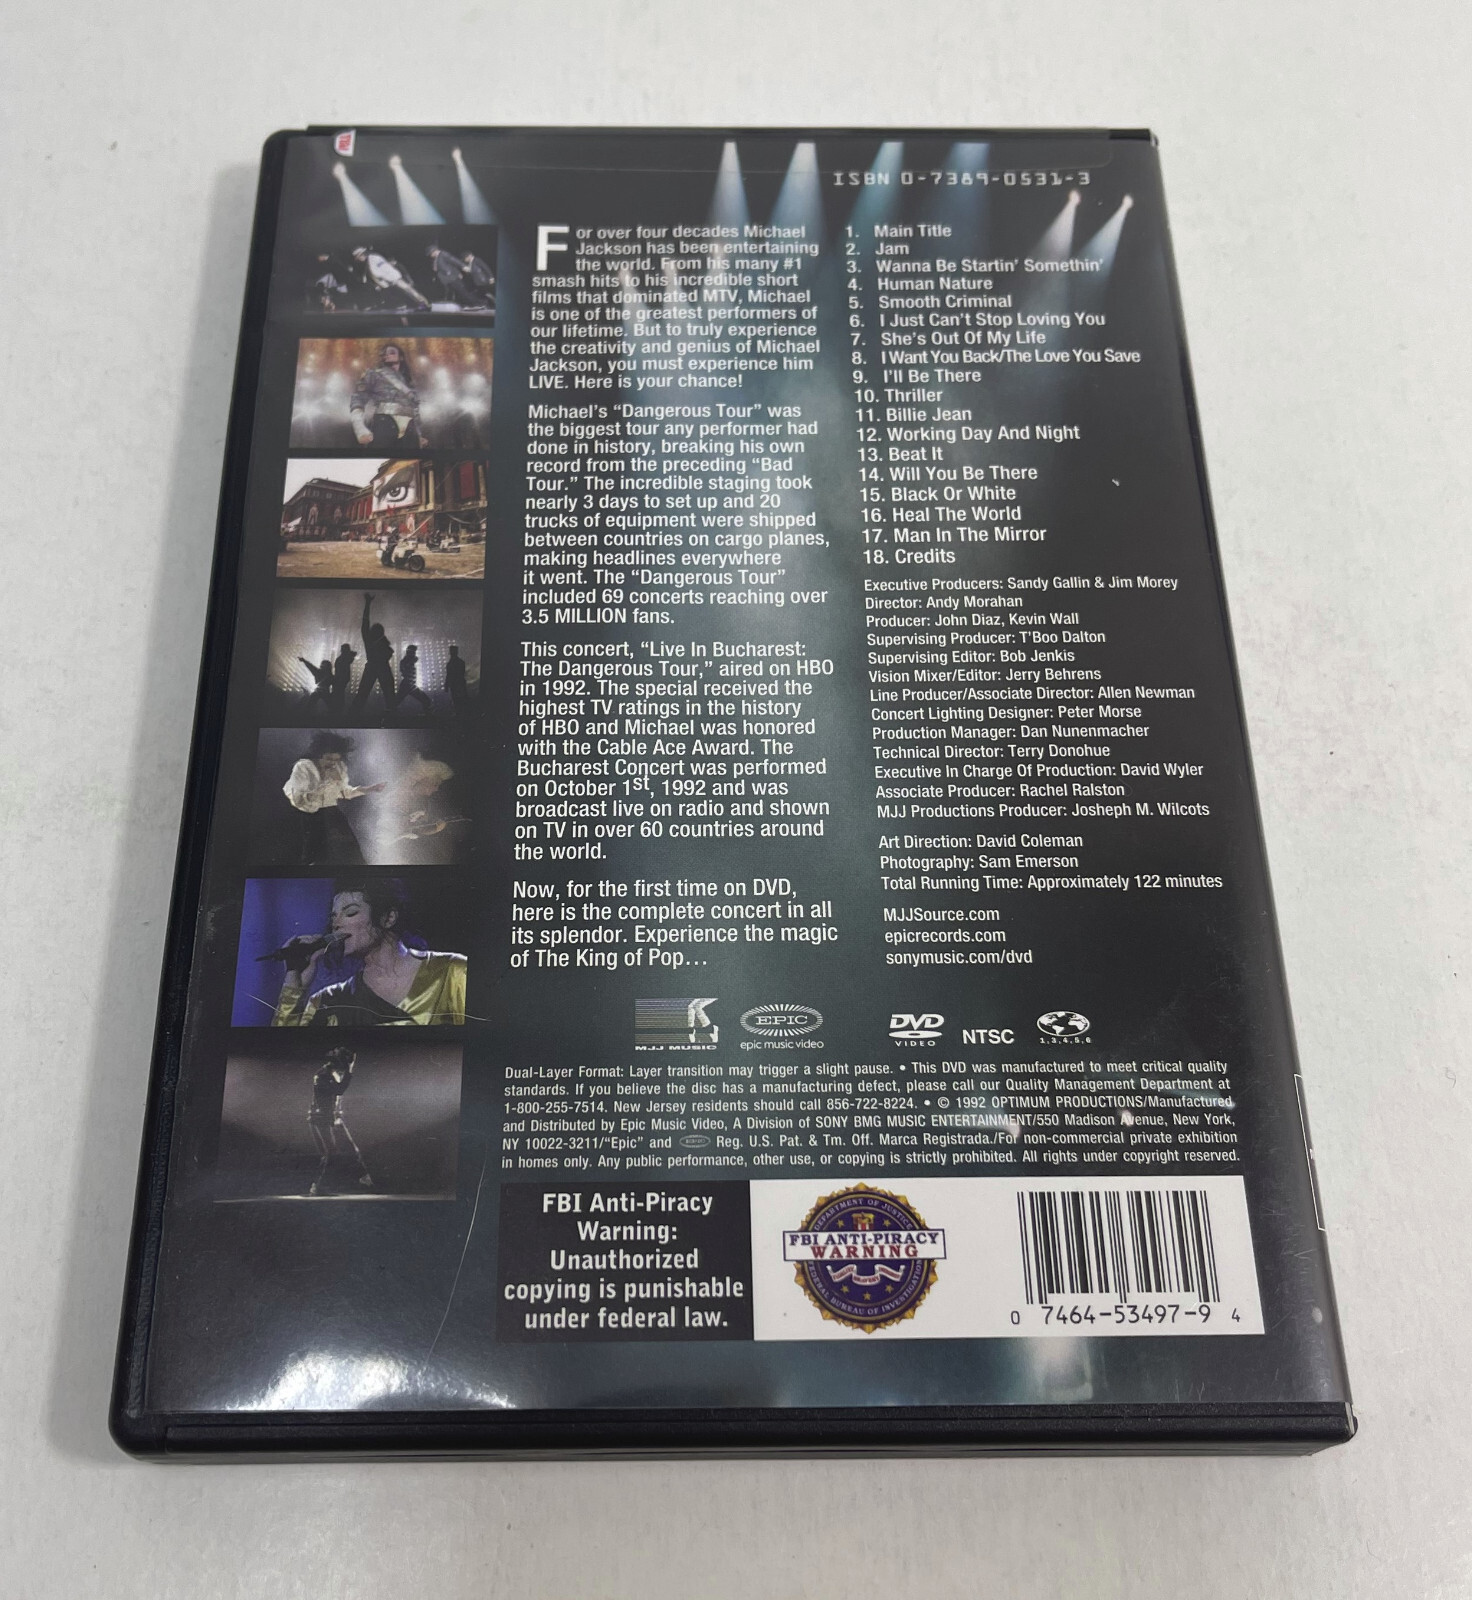 ISBN 0-7389-0531-3
For over four decades Michael
Jackson has been entertaining
the world. From his many #1
smash hits to his incredible short
films that dominated MTV, Michael
is one of the greatest performers of
our lifetime. But to truly experience
the creativity and genius of Michael
Jackson, you must experience him
LIVE. Here is your chance!
Michael's "Dangerous Tour" was
the biggest tour any performer had
done in history, breaking his own
record from the preceding "Bad
Tour." The incredible staging took
nearly 3 days to set up and 20
trucks of equipment were shipped
between countries on cargo planes,
making headlines everywhere
it went. The "Dangerous Tour"
included 69 concerts reaching over
3.5 MILLION fans.
This concert, "Live In Bucharest:
The Dangerous Tour," aired on HBO
in 1992. The special received the
highest TV ratings in the history
of HBO and Michael was honored
with the Cable Ace Award. The
Bucharest Concert was performed
on October 1st, 1992 and was
broadcast live on radio and shown
on TV in over 60 countries around
the world.
Now, for the first time on DVD,
here is the complete concert in all
its splendor. Experience the magic
of The King of Pop...
1. Main Title
2. Jam
3. Wanna Be Startin' Somethin'
4. Human Nature
5. Smooth Criminal
6. I Just Can't Stop Loving You
7. She's Out Of My Life
8. I Want You Back/The Love You Save
9. I'll Be There
10. Thriller
11. Billie Jean
12. Working Day And Night
13. Beat It
14. Will You Be There
15. Black Or White
16. Heal The World
17. Man In The Mirror
18. Credits
Executive Producers: Sandy Gallin & Jim Morey
Director: Andy Morahan
Producer: John Diaz, Kevin Wall
Supervising Producer: T'Boo Dalton
Supervising Editor: Bob Jenkis
Vision Mixer/Editor: Jerry Behrens
Line Producer/Associate Director: Allen Newman
Concert Lighting Designer: Peter Morse
Production Manager: Dan Nunenmacher
Technical Director: Terry Donohue
Executive In Charge Of Production: David Wyler
Associate Producer: Rachel Ralston
MJJ Productions Producer: Josheph M. Wilcots
Art Direction: David Coleman
Photography: Sam Emerson
Total Running Time: Approximately 122 minutes
MJJSource.com
epicrecords.com
sonymusic.com/dvd
MJJ MUSIC
EPIC
epic music video
DVD
VIDEO
NTSC
1,3,4,5,6
Dual-Layer Format: Layer transition may trigger a slight pause. • This DVD was manufactured to meet critical quality
standards. If you believe the disc has a manufacturing defect, please call our Quality Management Department at
1-800-255-7514. New Jersey residents should call 856-722-8224. • © 1992 OPTIMUM PRODUCTIONS/Manufactured
and Distributed by Epic Music Video, A Division of SONY BMG MUSIC ENTERTAINMENT/550 Madison Avenue, New York,
NY 10022-3211/"Epic" and Reg. U.S. Pat. & Tm. Off. Marca Registrada./For non-commercial private exhibition
in homes only. Any public performance, other use, or copying is strictly prohibited. All rights under copyright reserved.
FBI Anti-Piracy
Warning:
Unauthorized
copying is punishable
under federal law.
DEPARTMENT OF JUSTICE
FBI ANTI-PIRACY
WARNING
FEDERAL BUREAU OF INVESTIGATION
0 7464-53497-9 4